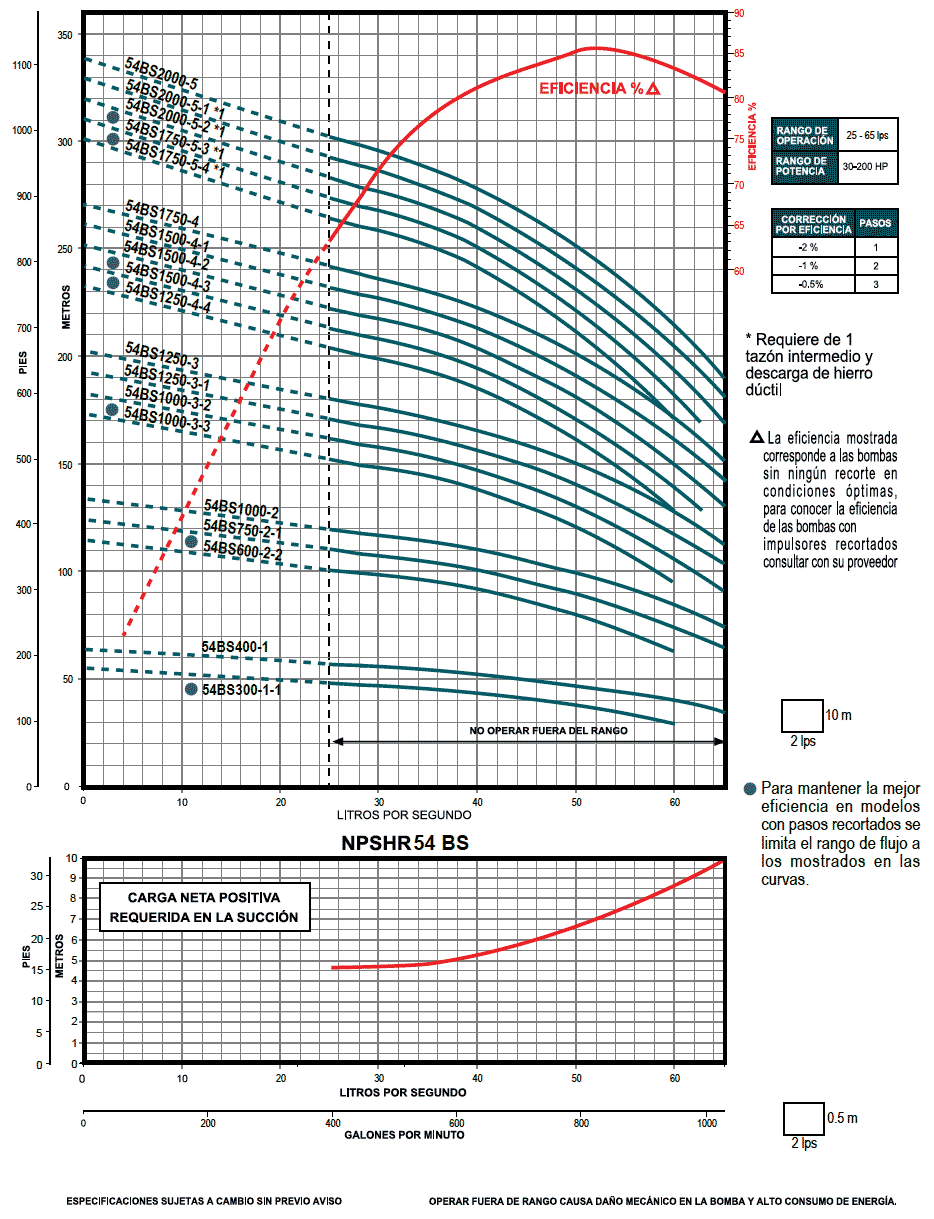 350
300
250
200
150
100
50
0
METROS
1100
1000
900
800
700
600
500
400
300
200
100
0
PIES
54BS2000-5
54BS2000-5-1 *1
54BS2000-5-2 *1
54BS1750-5-3 *1
54BS1750-5-4 *1
54BS1750-4
54BS1500-4-1
54BS1500-4-2
54BS1500-4-3
54BS1250-4-4
54BS1250-3
54BS1250-3-1
54BS1000-3-2
54BS1000-3-3
54BS1000-2
54BS750-2-1
54BS600-2-2
54BS400-1
54BS300-1-1
EFICIENCIA %
90
85
80
75
70
65
60
EFICIENCIA %
NO OPERAR FUERA DEL RANGO
0 10 20 30 40 50 60
LITROS POR SEGUNDO
RANGO DE OPERACIÓN 25 - 65 lps
RANGO DE POTENCIA 30-200 HP
CORRECCIÓN POR EFICIENCIA PASOS
-2 % 1
-1 % 2
-0.5% 3
* Requiere de 1
tazón intermedio y
descarga de hierro
dúctil
La eficiencia mostrada
corresponde a las bombas
sin ningún recorte en
condiciones óptimas,
para conocer la eficiencia
de las bombas con
impulsores recortados
consultar con su proveedor
10 m
2 lps
Para mantener la mejor
eficiencia en modelos
con pasos recortados se
limita el rango de flujo a
los mostrados en las
curvas.
NPSHR 54 BS
CARGA NETA POSITIVA
REQUERIDA EN LA SUCCIÓN
10
9
8
7
6
5
4
3
2
1
0
METROS
30
25
20
15
10
5
0
PIES
0 10 20 30 40 50 60
LITROS POR SEGUNDO
0 200 400 600 800 1000
GALONES POR MINUTO
0.5 m
2 lps
ESPECIFICACIONES SUJETAS A CAMBIO SIN PREVIO AVISO
OPERAR FUERA DE RANGO CAUSA DAÑO MECÁNICO EN LA BOMBA Y ALTO CONSUMO DE ENERGÍA.